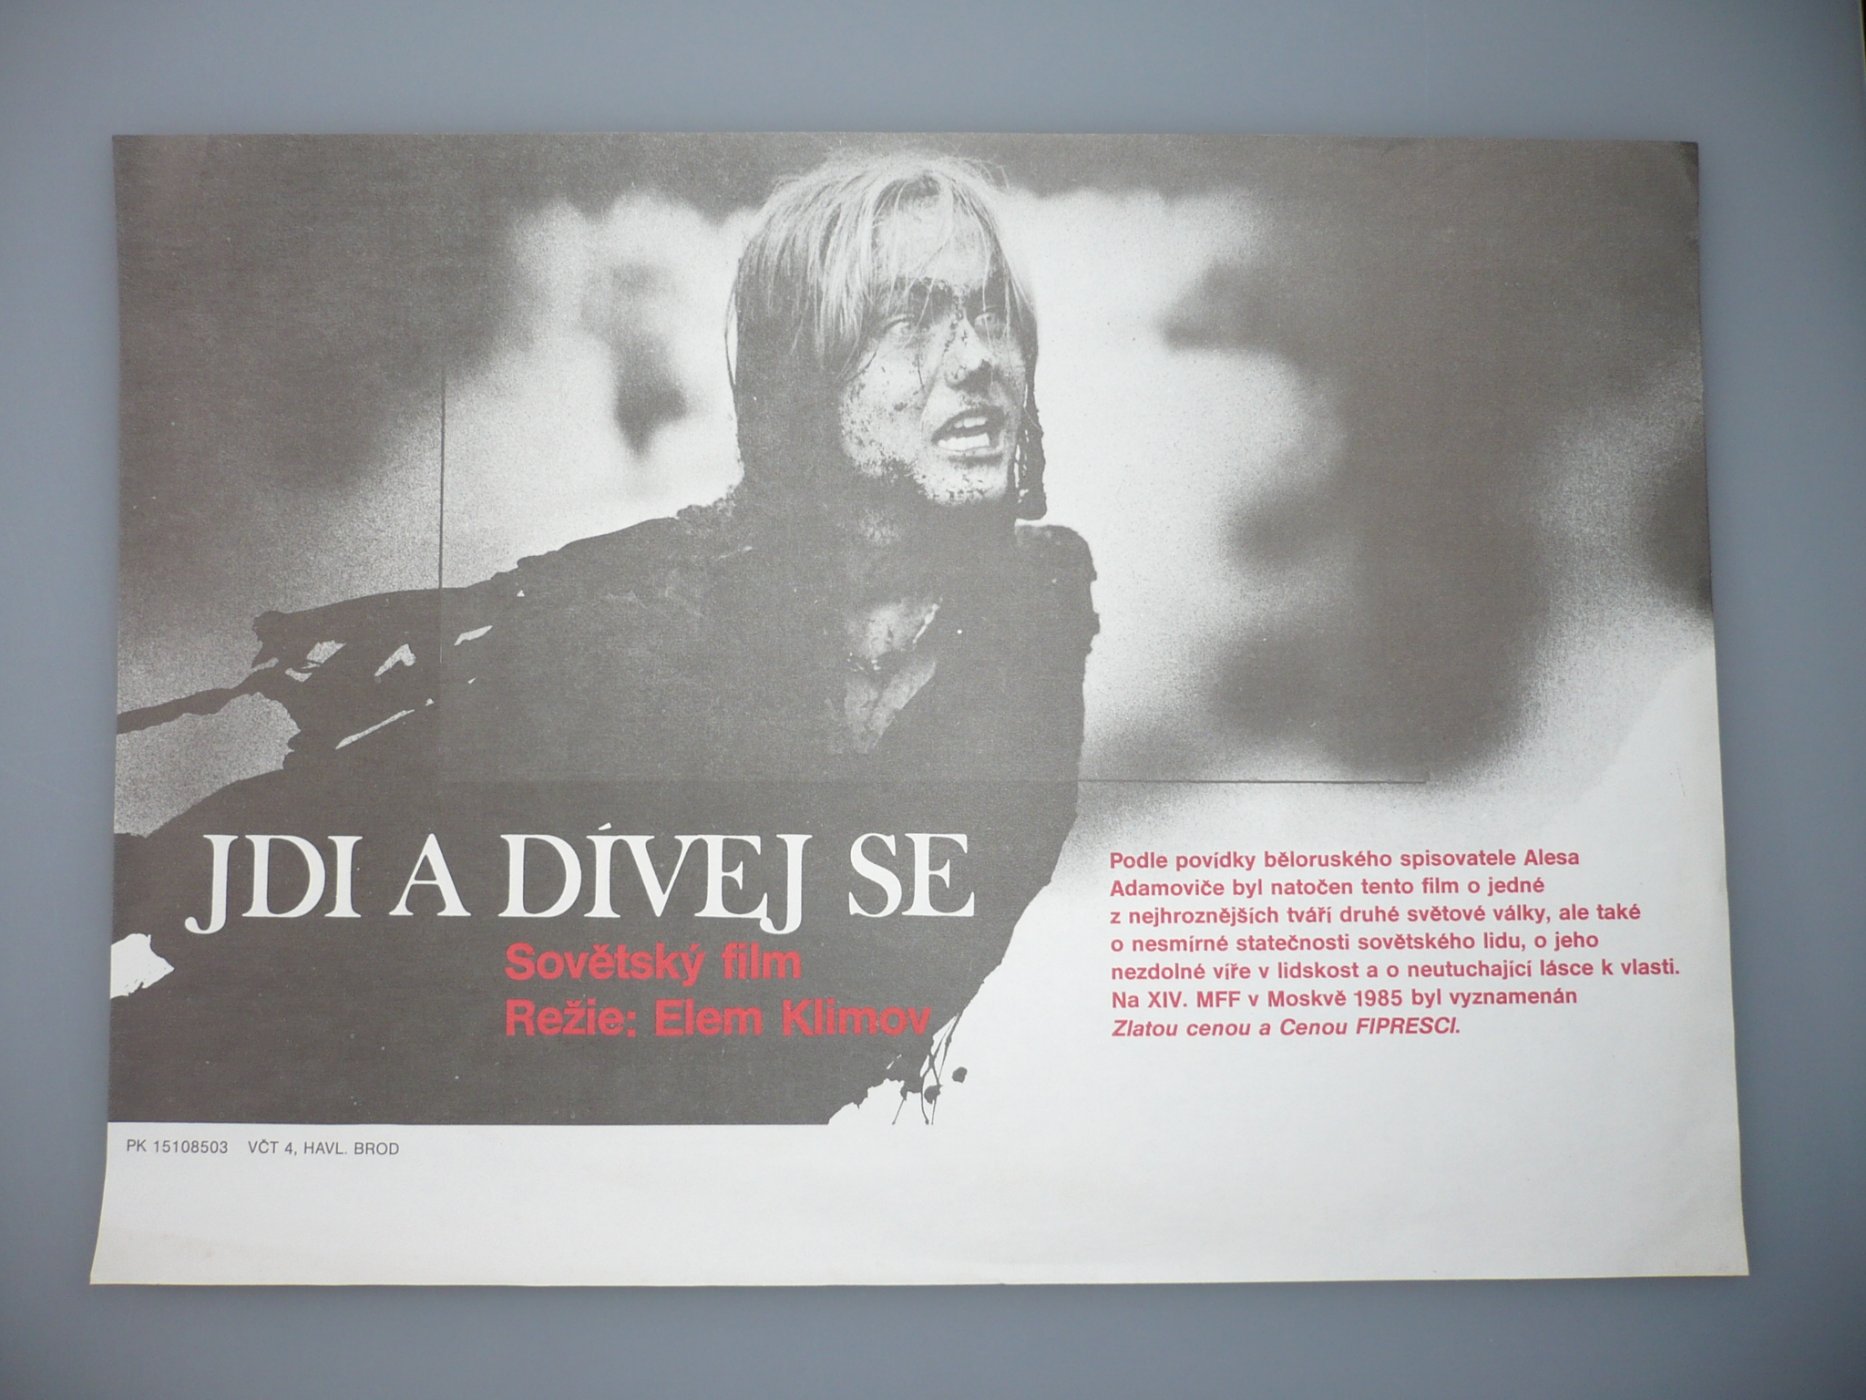 JDI A DÍVEJ SE
Sovětský film
Režie: Elem Klimov
Podle povídky běloruského spisovatele Alesa
Adamoviče byl natočen tento film o jedné
z nejhroznějších tváří druhé světové války, ale také
o nesmírné statečnosti sovětského lidu, o jeho
nezdolné víře v lidskost a o neutuchající lásce k vlasti.
Na XIV. MFF v Moskvě 1985 byl vyznamenán
Zlatou cenou a Cenou FIPRESCI.
PK 15108503 VČT 4, HAVL. BROD